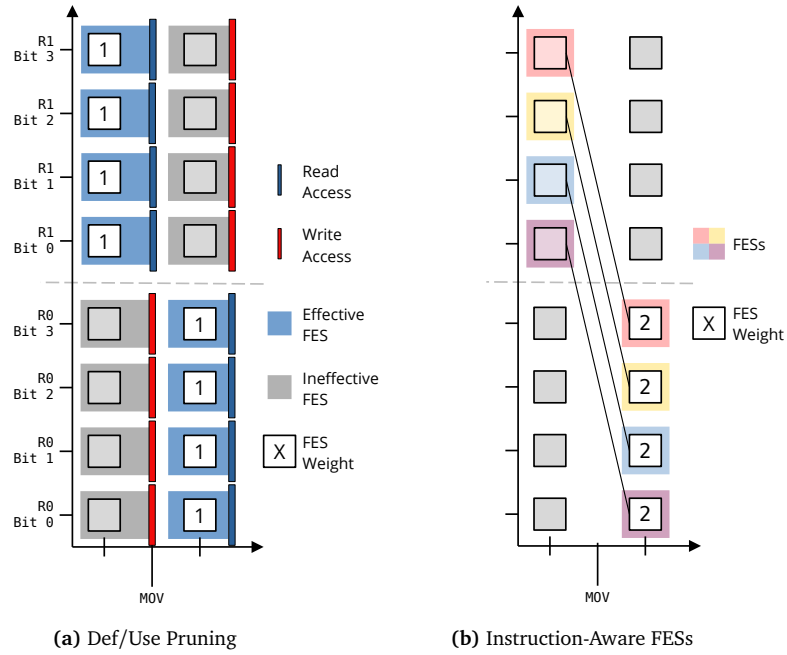 R1
Bit 3
1
R1
Bit 2
1
R1
Bit 1
1
R1
Bit 0
1
R0
Bit 3
1
R0
Bit 2
1
R0
Bit 1
1
R0
Bit 0
1
MOV
Read
Access
Write
Access
Effective
FES
Ineffective
FES
X
FES
Weight
(a) Def/Use Pruning
2
2
2
2
MOV
FESs
X
FES
Weight
(b) Instruction-Aware FESs